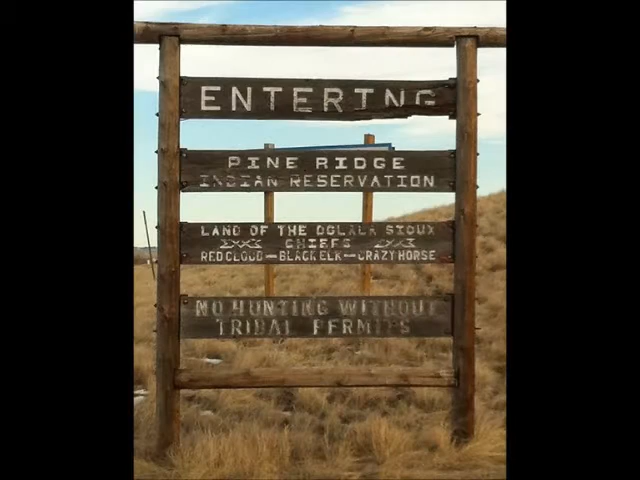 ENTERING
PINE RIDGE
INDIAN RESERVATION
LAND OF THE OGLALA SIOUX
CHIEFS
RED CLOUD-BLACK ELK-CRAZY HORSE
NO HUNTING WITHOUT
TRIBAL PERMITS